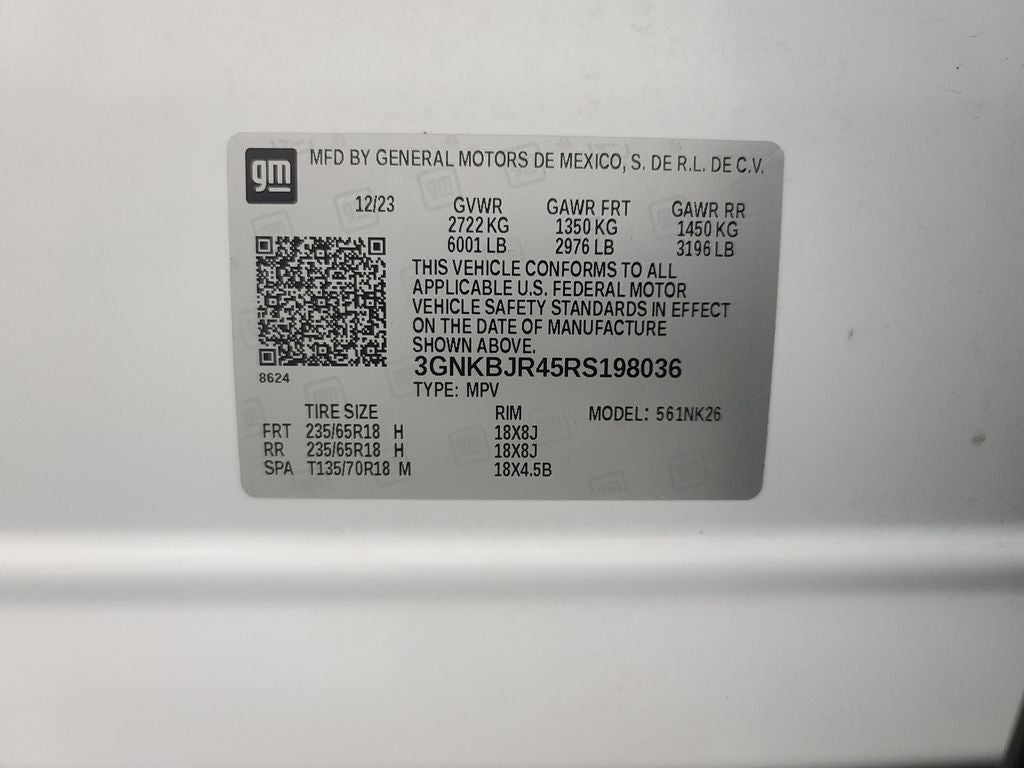 gm MFD BY GENERAL MOTORS DE MEXICO, S. DE R.L. DE C.V.
12/23 GVWR GAWR FRT GAWR RR
2722 KG 1350 KG 1450 KG
6001 LB 2976 LB 3196 LB
THIS VEHICLE CONFORMS TO ALL
APPLICABLE U.S. FEDERAL MOTOR
VEHICLE SAFETY STANDARDS IN EFFECT
ON THE DATE OF MANUFACTURE
SHOWN ABOVE.
3GNKBJR45RS198036
8624
TYPE: MPV
TIRE SIZE RIM MODEL: 561NK26
FRT 235/65R18 H 18X8J
RR 235/65R18 H 18X8J
SPA T135/70R18 M 18X4.5B